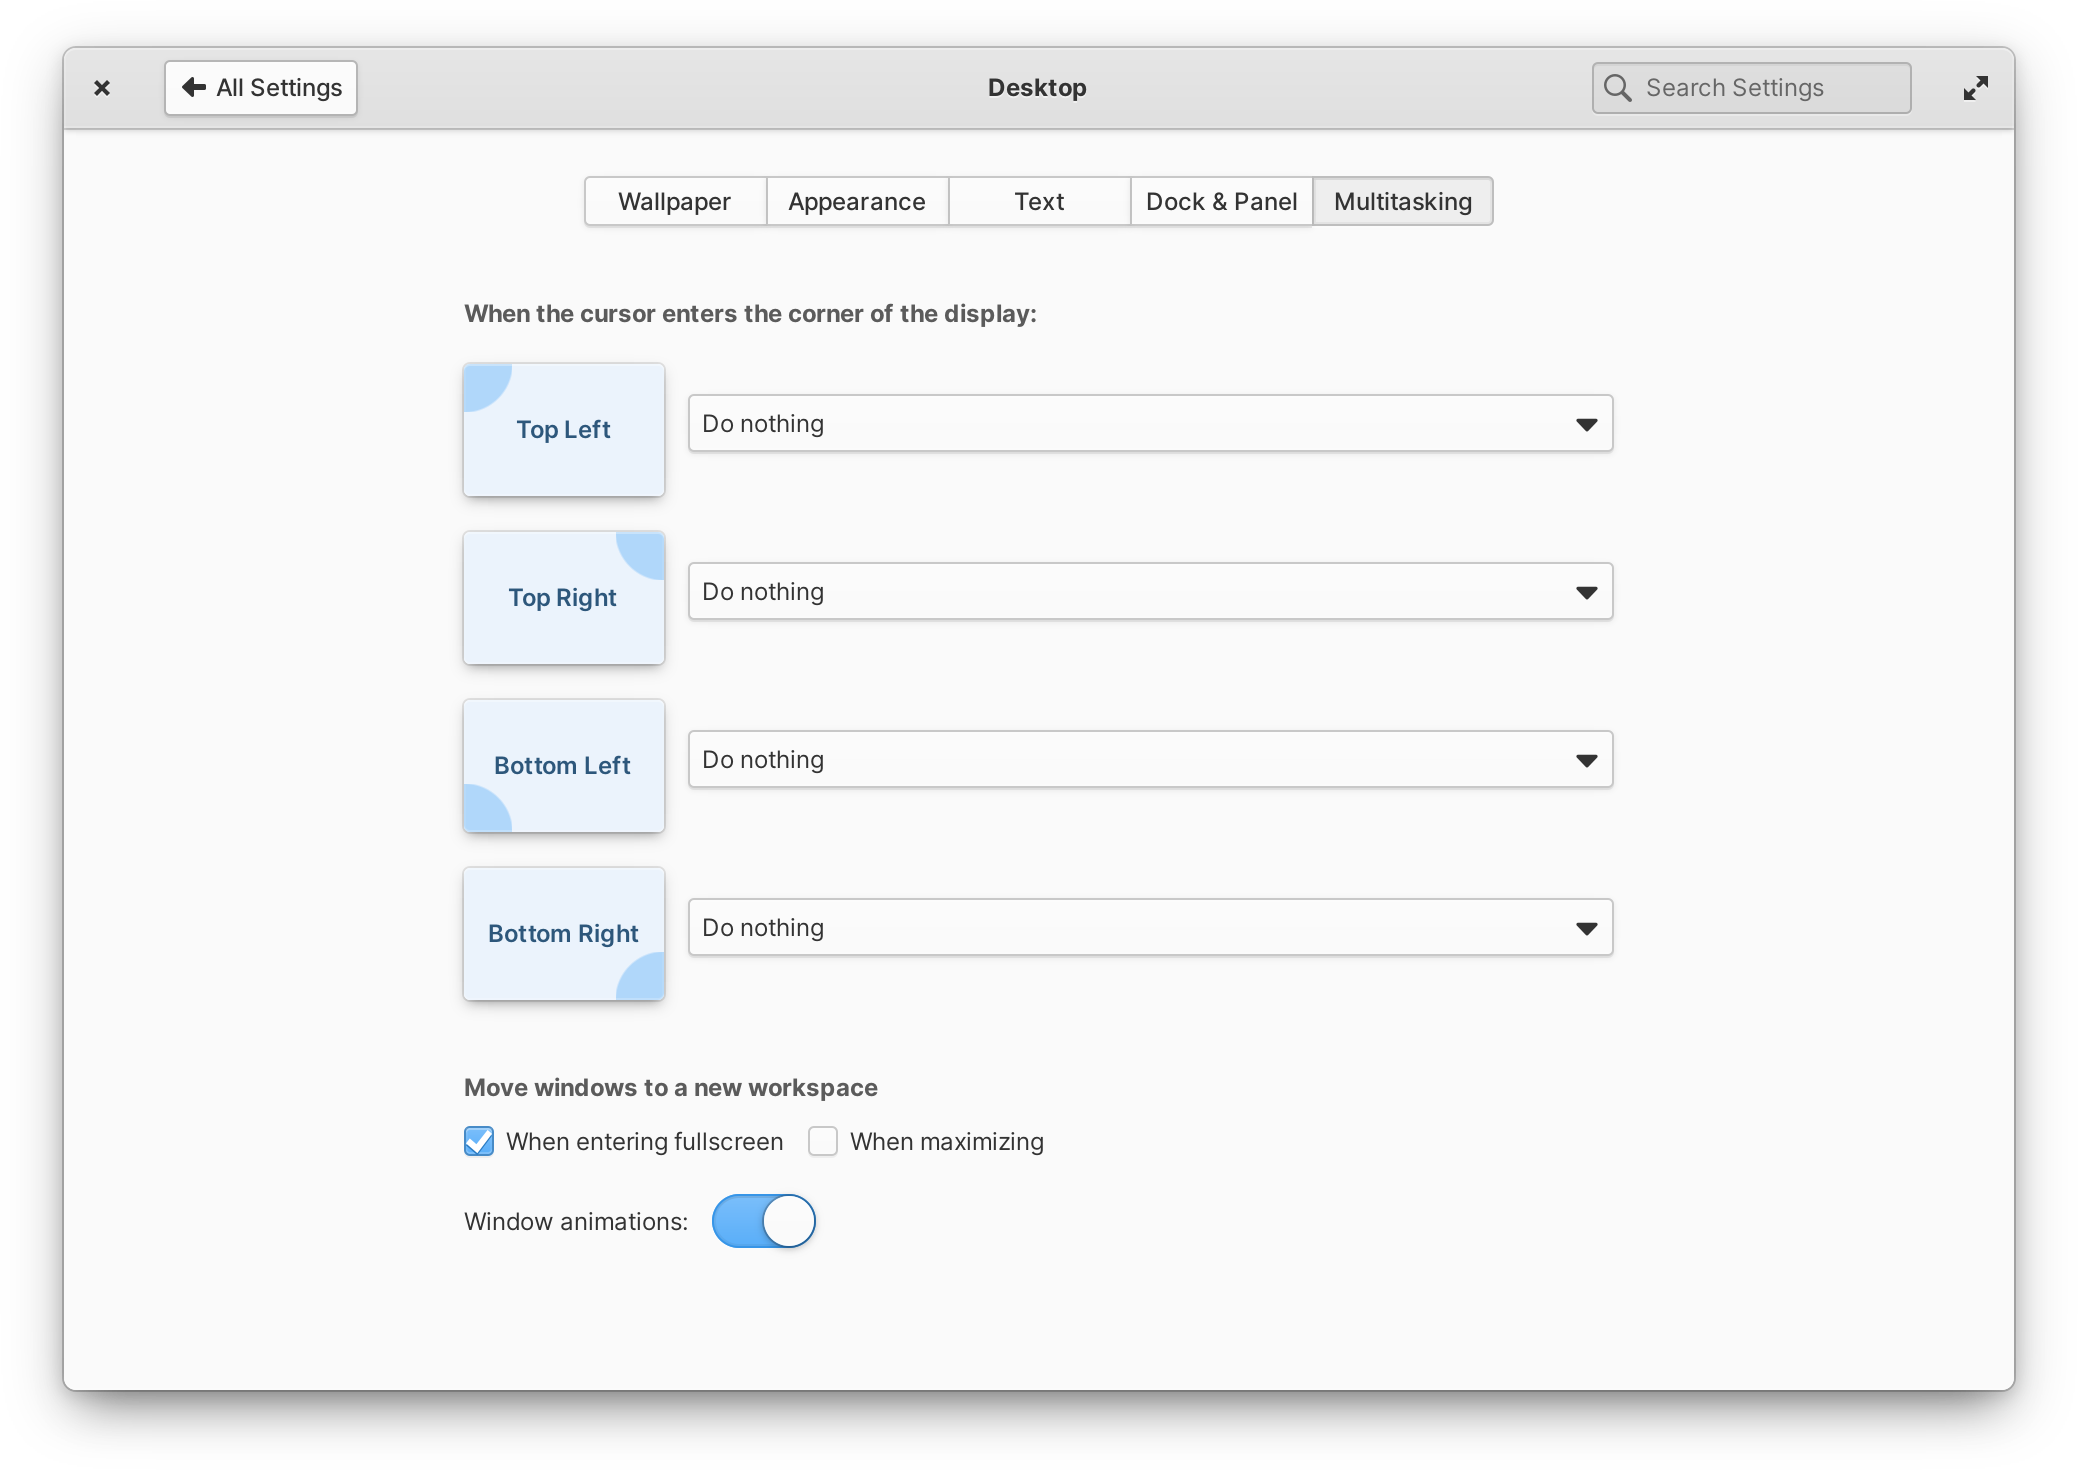 All Settings
Desktop
Search Settings
Wallpaper
Appearance
Text
Dock & Panel
Multitasking
When the cursor enters the corner of the display:
Top Left
Do nothing
Top Right
Do nothing
Bottom Left
Do nothing
Bottom Right
Do nothing
Move windows to a new workspace
When entering fullscreen
When maximizing
Window animations: